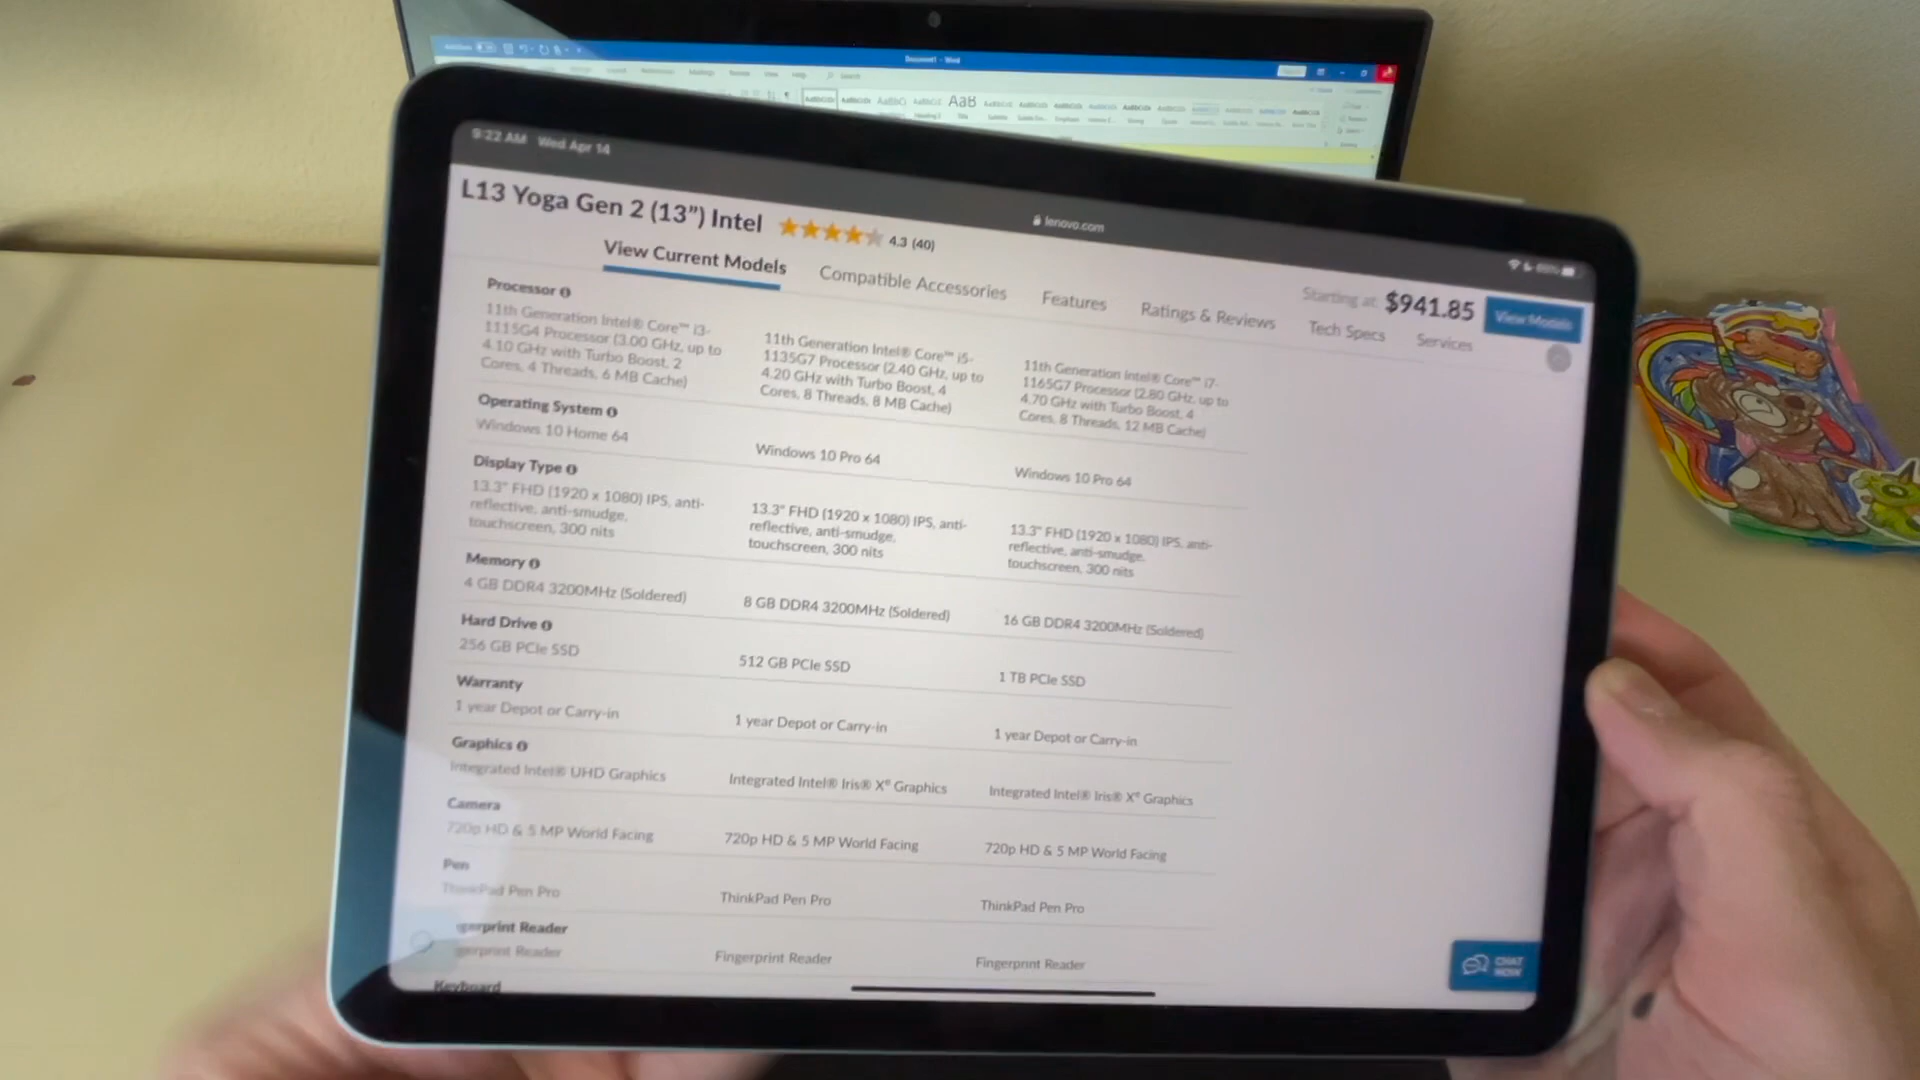 Document1 - Word
Search
AaB
9:22 AM Wed Apr 14
lenovo.com
L13 Yoga Gen 2 (13”) Intel
4.3 (40)
Starting at $941.85
View Models
View Current Models
Compatible Accessories
Features
Ratings & Reviews
Tech Specs
Services
Processor
11th Generation Intel® Core™ i3-
1115G4 Processor (3.00 GHz, up to
4.10 GHz with Turbo Boost, 2
Cores, 4 Threads, 6 MB Cache)
11th Generation Intel® Core™ i5-
1135G7 Processor (2.40 GHz, up to
4.20 GHz with Turbo Boost, 4
Cores, 8 Threads, 8 MB Cache)
11th Generation Intel® Core™ i7-
1165G7 Processor (2.80 GHz, up to
4.70 GHz with Turbo Boost, 4
Cores, 8 Threads, 12 MB Cache)
Operating System
Windows 10 Home 64
Windows 10 Pro 64
Windows 10 Pro 64
Display Type
13.3" FHD (1920 x 1080) IPS, anti-
reflective, anti-smudge,
touchscreen, 300 nits
13.3" FHD (1920 x 1080) IPS, anti-
reflective, anti-smudge,
touchscreen, 300 nits
13.3" FHD (1920 x 1080) IPS, anti-
reflective, anti-smudge,
touchscreen, 300 nits
Memory
4 GB DDR4 3200MHz (Soldered)
8 GB DDR4 3200MHz (Soldered)
16 GB DDR4 3200MHz (Soldered)
Hard Drive
256 GB PCIe SSD
512 GB PCIe SSD
1 TB PCIe SSD
Warranty
1 year Depot or Carry-in
1 year Depot or Carry-in
1 year Depot or Carry-in
Graphics
Integrated Intel® UHD Graphics
Integrated Intel® Iris® Xᵉ Graphics
Integrated Intel® Iris® Xᵉ Graphics
Camera
720p HD & 5 MP World Facing
720p HD & 5 MP World Facing
720p HD & 5 MP World Facing
Pen
ThinkPad Pen Pro
ThinkPad Pen Pro
ThinkPad Pen Pro
gerprint Reader
gerprint Reader
Fingerprint Reader
Fingerprint Reader
Keyboard
CHAT
NOW